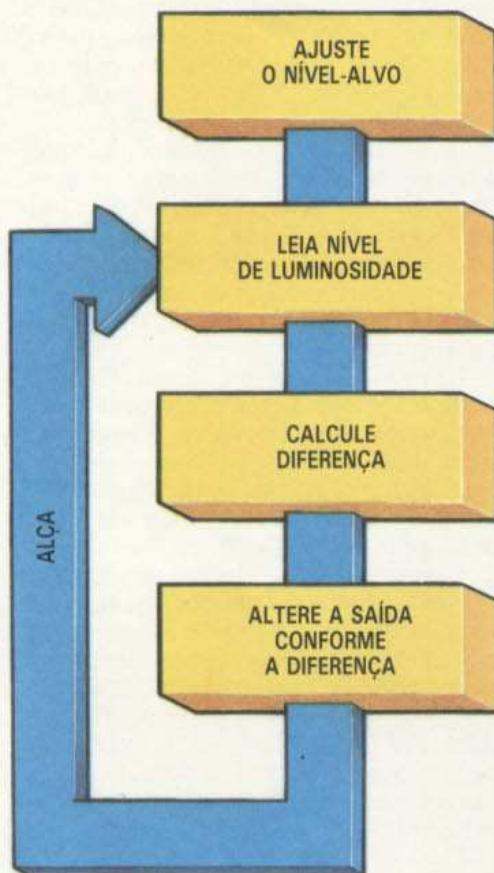 AJUSTE
O NÍVEL-ALVO
LEIA NÍVEL
DE LUMINOSIDADE
CALCULE
DIFERENÇA
ALTERE A SAÍDA
CONFORME
A DIFERENÇA
ALÇA